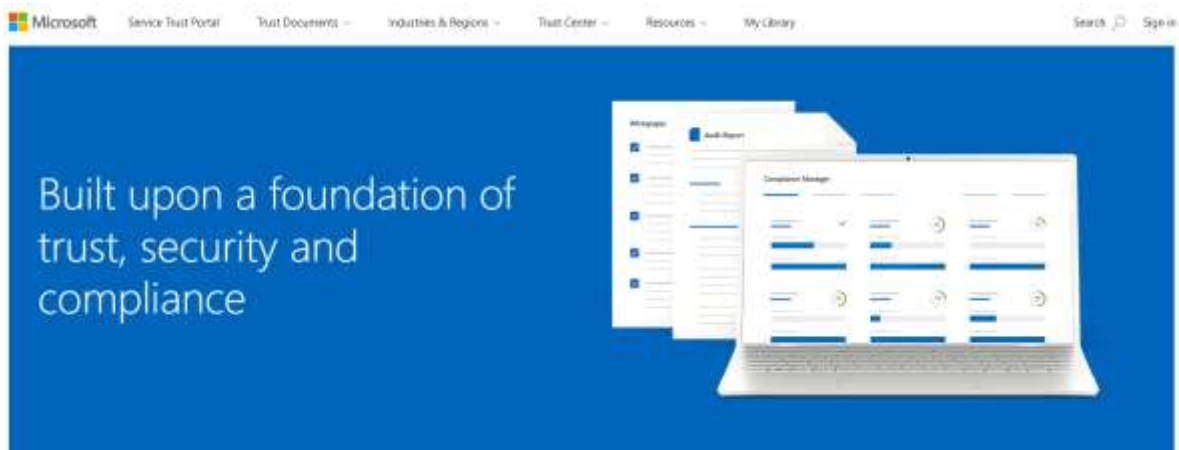 Microsoft Service Trust Portal Trust Documents Industries & Regions Trust Center Resources My Library Search Sign in
Whitepaper
Audit Report
Compliance Manager
Built upon a foundation of
trust, security and
compliance